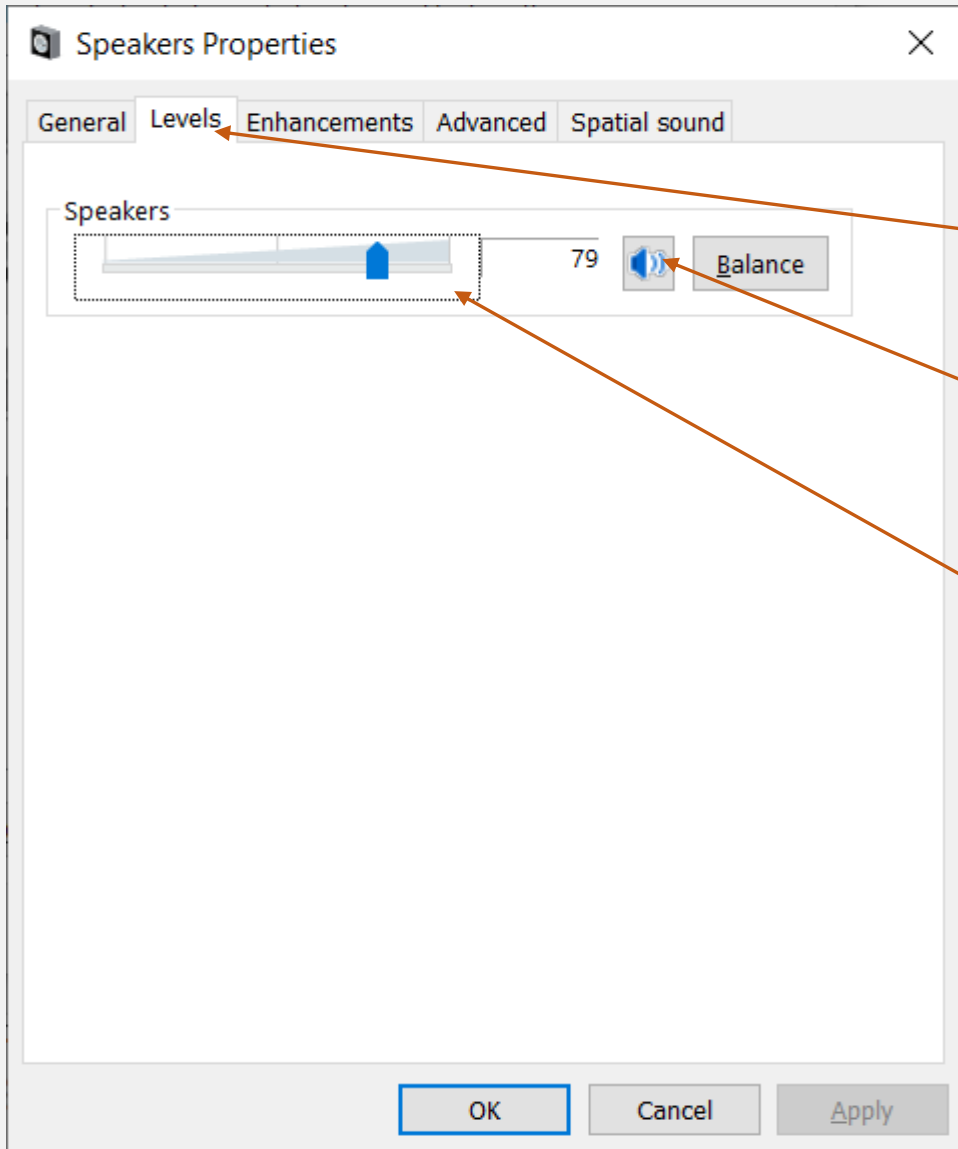 Speakers Properties
General Levels Enhancements Advanced Spatial sound
Speakers
79 Balance
OK Cancel Apply